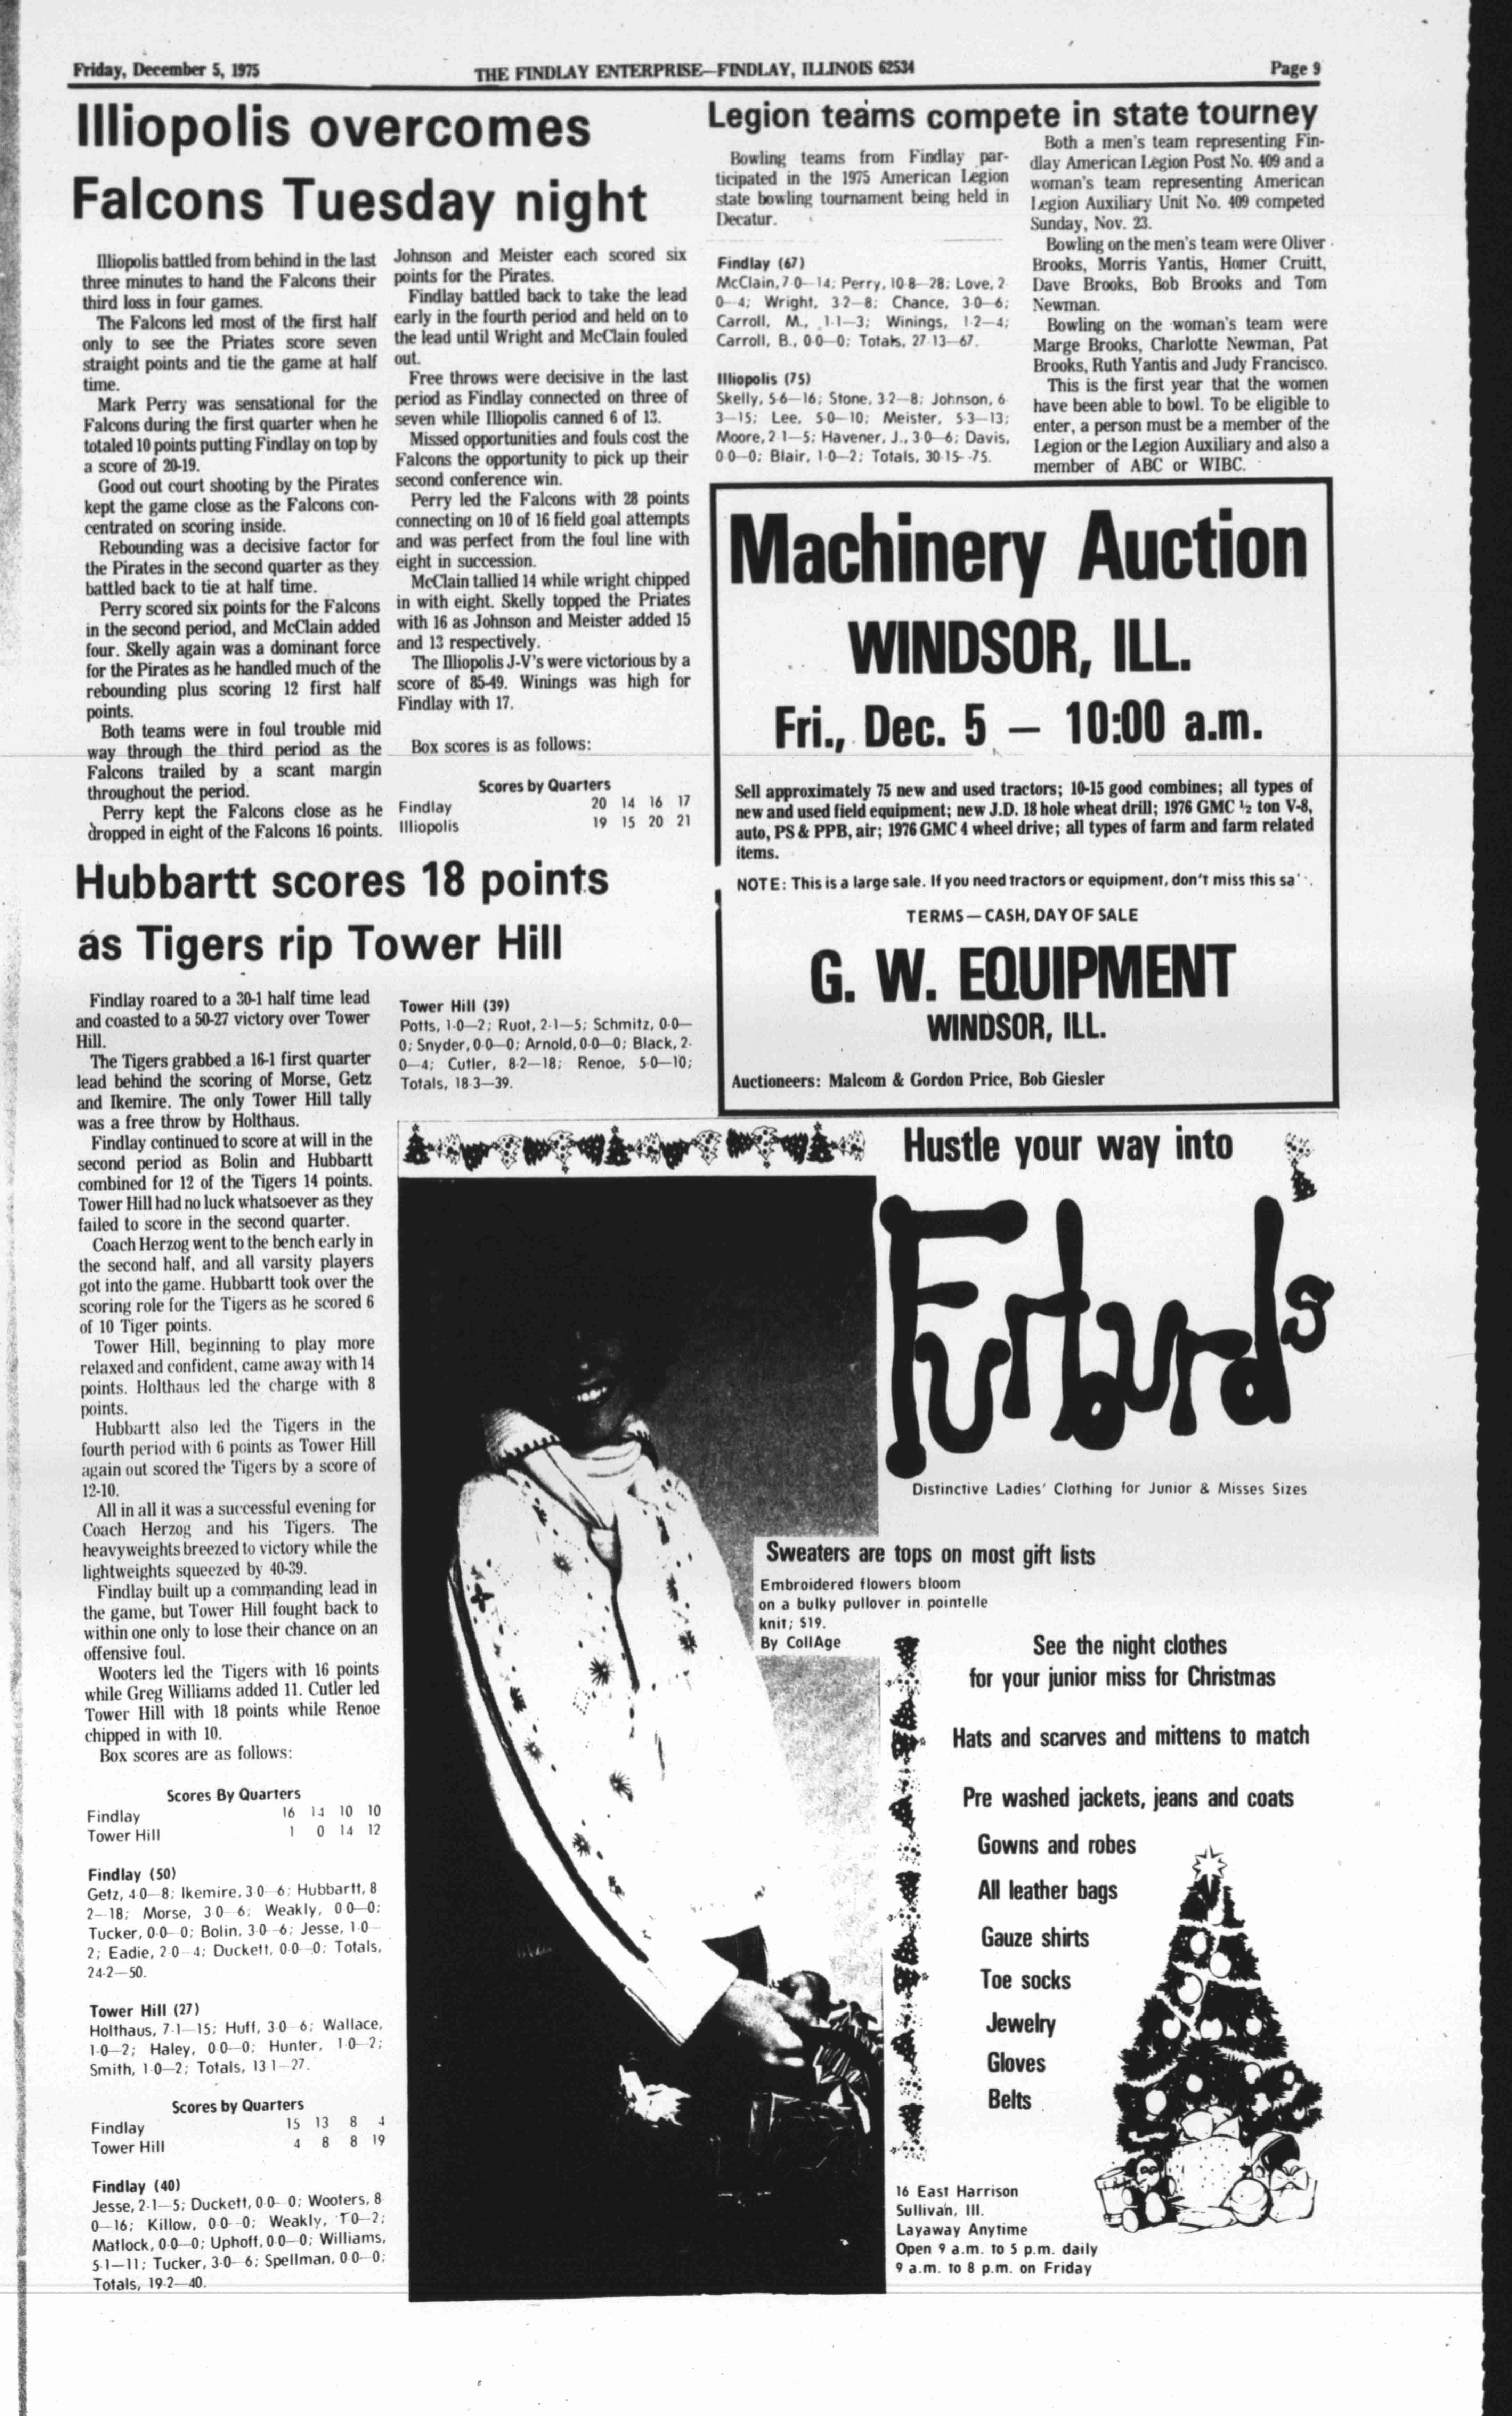 Friday, December 5, 1975
THE FINDLAY ENTERPRISE—FINDLAY, ILLINOIS 62534
Page 9
Illiopolis overcomes
Falcons Tuesday night
Illiopolis battled from behind in the last
three minutes to hand the Falcons their
third loss in four games.
The Falcons led most of the first half
only to see the Priates score seven
straight points and tie the game at half
time.
Mark Perry was sensational for the
Falcons during the first quarter when he
totaled 10 points putting Findlay on top by
a score of 20-19.
Good out court shooting by the Pirates
kept the game close as the Falcons con-
centrated on scoring inside.
Rebounding was a decisive factor for
the Pirates in the second quarter as they
battled back to tie at half time.
Perry scored six points for the Falcons
in the second period, and McClain added
four. Skelly again was a dominant force
for the Pirates as he handled much of the
rebounding plus scoring 12 first half
points.
Both teams were in foul trouble mid
way through the third period as the
Falcons trailed by a scant margin
throughout the period.
Perry kept the Falcons close as he
dropped in eight of the Falcons 16 points.
Johnson and Meister each scored six
points for the Pirates.
Findlay battled back to take the lead
early in the fourth period and held on to
the lead until Wright and McClain fouled
out.
Free throws were decisive in the last
period as Findlay connected on three of
seven while Illiopolis canned 6 of 13.
Missed opportunities and fouls cost the
Falcons the opportunity to pick up their
second conference win.
Perry led the Falcons with 28 points
connecting on 10 of 16 field goal attempts
and was perfect from the foul line with
eight in succession.
McClain tallied 14 while wright chipped
in with eight. Skelly topped the Priates
with 16 as Johnson and Meister added 15
and 13 respectively.
The Illiopolis J-V's were victorious by a
score of 85-49. Winings was high for
Findlay with 17.
Box scores is as follows:
Scores by Quarters
Findlay 20 14 16 17
Illiopolis 19 15 20 21
Legion teams compete in state tourney
Bowling teams from Findlay par-
ticipated in the 1975 American Legion
state bowling tournament being held in
Decatur.
Findlay (67)
McClain, 7-0—14; Perry, 10-8—28; Love, 2-
0—4; Wright, 3-2—8; Chance, 3-0—6;
Carroll, M., 1-1—3; Winings, 1-2—4;
Carroll, B., 0-0—0; Totals, 27-13—67.
Illiopolis (75)
Skelly, 5-6—16; Stone, 3-2—8; Johnson, 6-
3—15; Lee, 5-0—10; Meister, 5-3—13;
Moore, 2-1—5; Havener, J., 3-0—6; Davis,
0-0—0; Blair, 1-0—2; Totals, 30-15—75.
Both a men's team representing Fin-
dlay American Legion Post No. 409 and a
woman's team representing American
Legion Auxiliary Unit No. 409 competed
Sunday, Nov. 23.
Bowling on the men's team were Oliver
Brooks, Morris Yantis, Homer Cruitt,
Dave Brooks, Bob Brooks and Tom
Newman.
Bowling on the woman's team were
Marge Brooks, Charlotte Newman, Pat
Brooks, Ruth Yantis and Judy Francisco.
This is the first year that the women
have been able to bowl. To be eligible to
enter, a person must be a member of the
Legion or the Legion Auxiliary and also a
member of ABC or WIBC.
Machinery Auction
WINDSOR, ILL.
Fri., Dec. 5 — 10:00 a.m.
Sell approximately 75 new and used tractors; 10-15 good combines; all types of
new and used field equipment; new J.D. 18 hole wheat drill; 1976 GMC ½ ton V-8,
auto, PS & PPB, air; 1976 GMC 4 wheel drive; all types of farm and farm related
items.
NOTE: This is a large sale. If you need tractors or equipment, don't miss this
TERMS — CASH, DAY OF SALE
G. W. EQUIPMENT
WINDSOR, ILL.
Auctioneers: Malcom & Gordon Price, Bob Giesler
Hubbartt scores 18 points
as Tigers rip Tower Hill
Findlay roared to a 30-1 half time lead
and coasted to a 50-27 victory over Tower
Hill.
The Tigers grabbed a 16-1 first quarter
lead behind the scoring of Morse, Getz
and Ikemire. The only Tower Hill tally
was a free throw by Holthaus.
Findlay continued to score at will in the
second period as Bolin and Hubbartt
combined for 12 of the Tigers 14 points.
Tower Hill had no luck whatsoever as they
failed to score in the second quarter.
Coach Herzog went to the bench early in
the second half, and all varsity players
got into the game. Hubbartt took over the
scoring role for the Tigers as he scored 6
of 10 Tiger points.
Tower Hill, beginning to play more
relaxed and confident, came away with 14
points. Holthaus led the charge with 8
points.
Hubbartt also led the Tigers in the
fourth period with 6 points as Tower Hill
again out scored the Tigers by a score of
12-10.
All in all it was a successful evening for
Coach Herzog and his Tigers. The
heavyweights breezed to victory while the
lightweights squeezed by 40-39.
Findlay built up a commanding lead in
the game, but Tower Hill fought back to
within one only to lose their chance on an
offensive foul.
Wooters led the Tigers with 16 points
while Greg Williams added 11. Cutler led
Tower Hill with 18 points while Renoe
chipped in with 10.
Box scores are as follows:
Scores By Quarters
Findlay 16 14 10 10
Tower Hill 1 0 14 12
Findlay (50)
Getz, 4-0—8; Ikemire, 3-0—6; Hubbartt, 8-
2—18; Morse, 3-0—6; Weakly, 0-0—0;
Tucker, 0-0—0; Bolin, 3-0—6; Jesse, 1-0—
2; Eadie, 2-0—4; Duckett, 0-0—0; Totals,
24-2—50.
Tower Hill (27)
Holthaus, 7-1—15; Huff, 3-0—6; Wallace,
1-0—2; Haley, 0-0—0; Hunter, 1-0—2;
Smith, 1-0—2; Totals, 13-1—27.
Scores by Quarters
Findlay 15 13 8 4
Tower Hill 4 8 8 19
Findlay (40)
Jesse, 2-1—5; Duckett, 0-0—0; Wooters, 8-
0—16; Killow, 0-0—0; Weakly, 1-0—2;
Matlock, 0-0—0; Uphoff, 0-0—0; Williams,
5-1—11; Tucker, 3-0—6; Spellman, 0-0—0;
Totals, 19-2—40.
Tower Hill (39)
Potts, 1-0—2; Ruot, 2-1—5; Schmitz, 0-0—
0; Snyder, 0-0—0; Arnold, 0-0—0; Black, 2-
0—4; Cutler, 8-2—18; Renoe, 5-0—10;
Totals, 18-3—39.
Hustle your way into
Furburd's
Distinctive Ladies' Clothing for Junior & Misses Sizes
Sweaters are tops on most gift lists
Embroidered flowers bloom
on a bulky pullover in pointelle
knit; $19.
By CollAge
See the night clothes
for your junior miss for Christmas
Hats and scarves and mittens to match
Pre washed jackets, jeans and coats
Gowns and robes
All leather bags
Gauze shirts
Toe socks
Jewelry
Gloves
Belts
16 East Harrison
Sullivan, Ill.
Layaway Anytime
Open 9 a.m. to 5 p.m. daily
9 a.m. to 8 p.m. on Friday